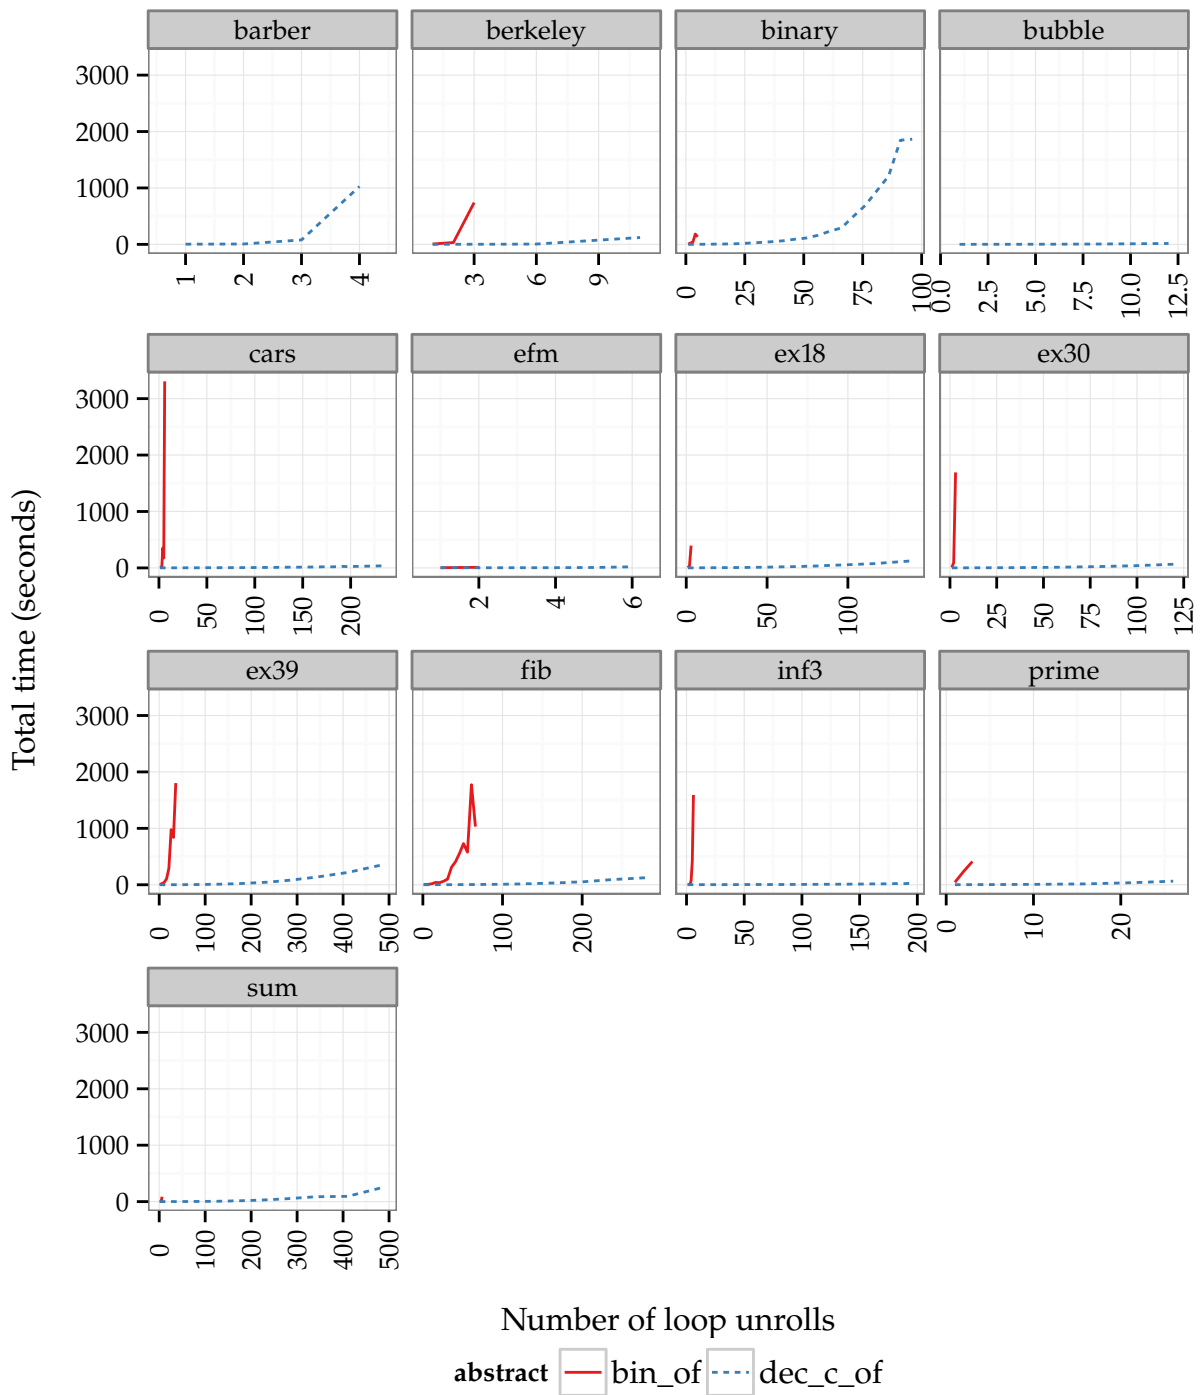 barber berkeley binary bubble
3000
2000
1000
0
1 2 3 4 3 6 9 0 25 50 75 100 0.0 2.5 5.0 7.5 10.0 12.5
cars efm ex18 ex30
3000
2000
1000
0
0 50 100 150 200 2 4 6 0 50 100 0 25 50 75 100 125
Total time (seconds)
ex39 fib inf3 prime
3000
2000
1000
0
0 100 200 300 400 500 0 100 200 0 50 100 150 200 0 10 20
sum
3000
2000
1000
0
0 100 200 300 400 500
Number of loop unrolls
abstract bin_of dec_c_of